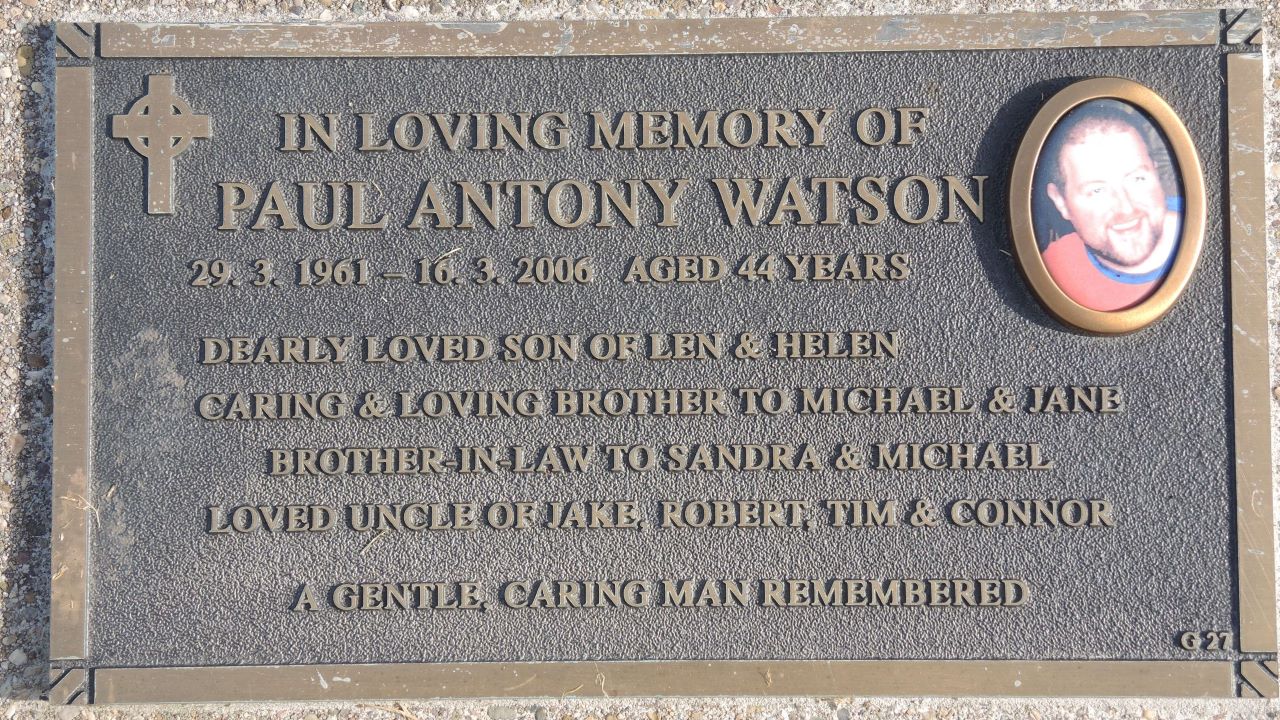 IN LOVING MEMORY OF
PAUL ANTONY WATSON
29. 3. 1961 – 16. 3. 2006 AGED 44 YEARS
DEARLY LOVED SON OF LEN & HELEN
CARING & LOVING BROTHER TO MICHAEL & JANE
BROTHER-IN-LAW TO SANDRA & MICHAEL
LOVED UNCLE OF JAKE, ROBERT, TIM & CONNOR
A GENTLE, CARING MAN REMEMBERED
G 27